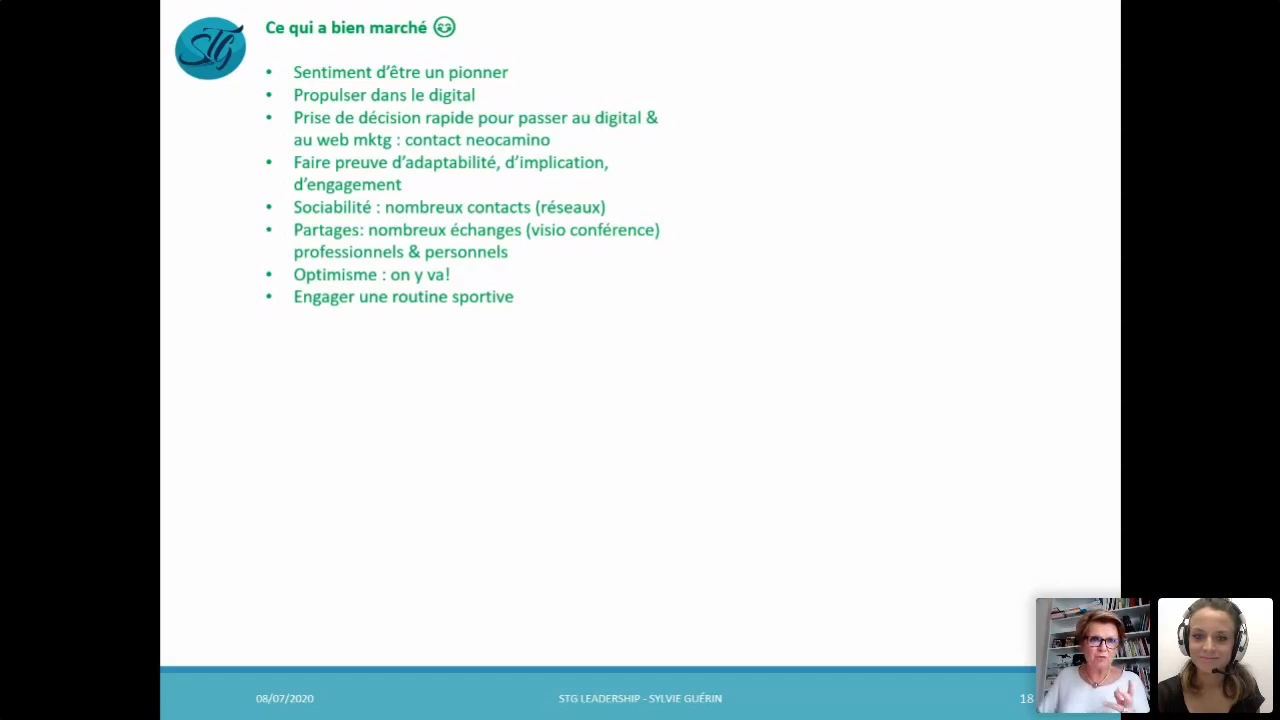 STG
Ce qui a bien marché
• Sentiment d'être un pionner
• Propulser dans le digital
• Prise de décision rapide pour passer au digital &
au web mktg : contact neocamino
• Faire preuve d'adaptabilité, d'implication,
d'engagement
• Sociabilité : nombreux contacts (réseaux)
• Partages: nombreux échanges (visio conférence)
professionnels & personnels
• Optimisme : on y va!
• Engager une routine sportive
08/07/2020
STG LEADERSHIP - SYLVIE GUÉRIN
18